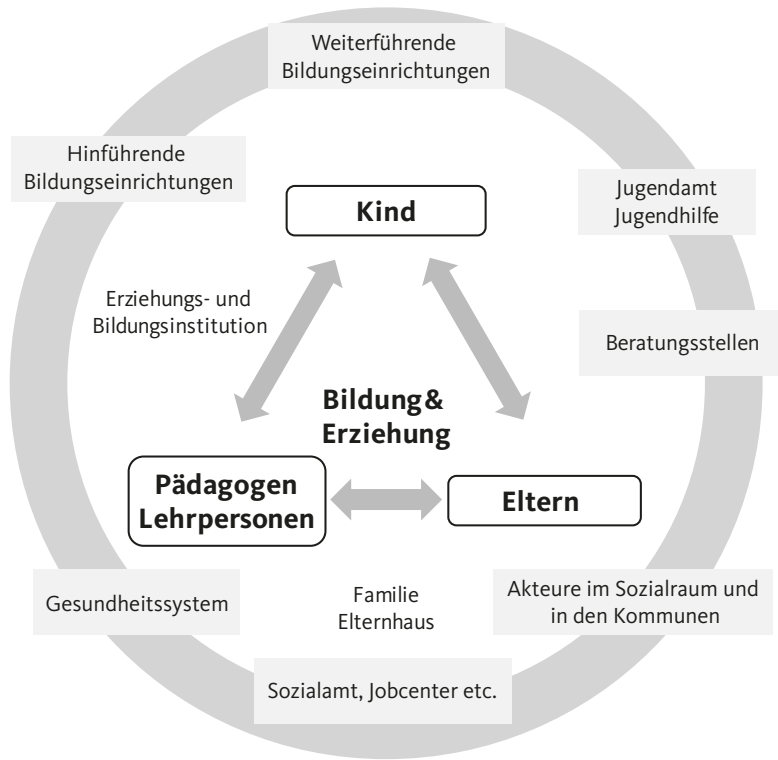 Weiterführende
Bildungseinrichtungen
Hinführende
Bildungseinrichtungen
Jugendamt
Jugendhilfe
Kind
Erziehungs- und
Bildungsinstitution
Beratungsstellen
Bildung &
Erziehung
Pädagogen
Lehrpersonen
Eltern
Gesundheitssystem
Familie
Elternhaus
Akteure im Sozialraum und
in den Kommunen
Sozialamt, Jobcenter etc.